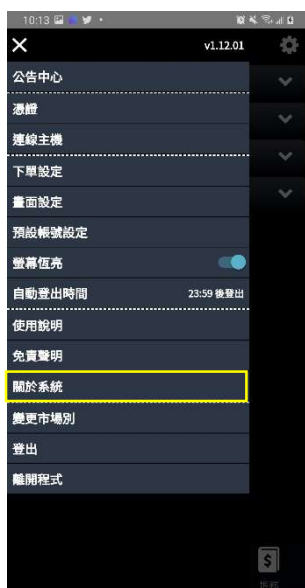 10:13
v1.12.01
公告中心
憑證
連線主機
下單設定
畫面設定
預設帳號設定
螢幕恆亮
自動登出時間 23:59 後登出
使用說明
免責聲明
關於系統
變更市場別
登出
離開程式
帳務